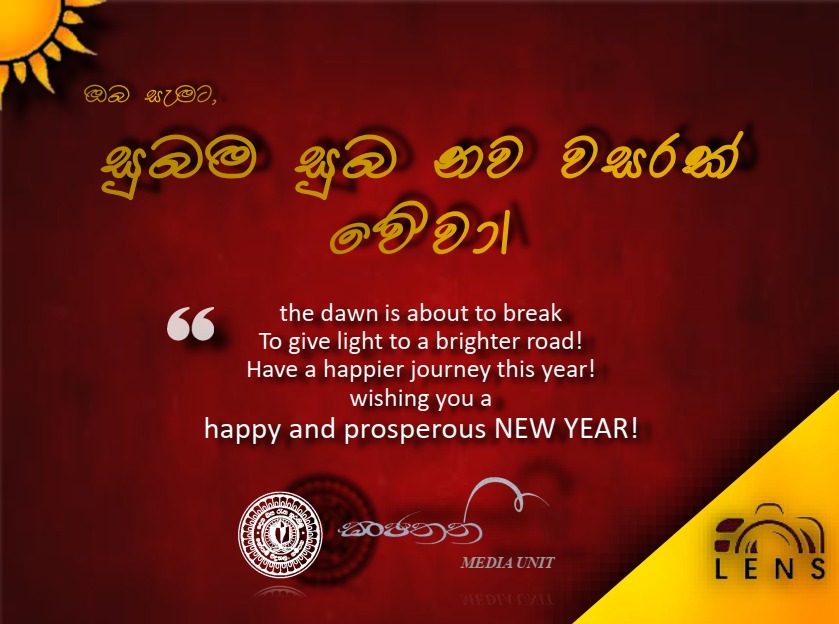 ඔබ සැමට,
සුබම සුබ නව වසරක්
වේවා!
the dawn is about to break
To give light to a brighter road!
Have a happier journey this year!
wishing you a
happy and prosperous NEW YEAR!
MEDIA UNIT
LENS